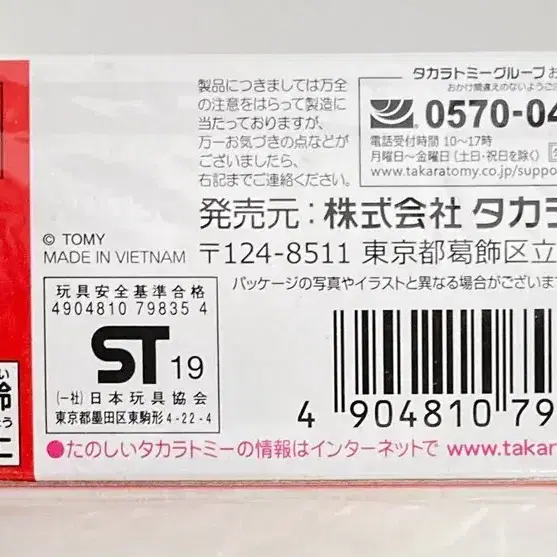 製品につきましては万全
の注意をはらって製造に
当たっておりますが、
万一お気づきの点などが
ございましたら、
右記までご連絡ください。
タカラトミーグループお
おかけ間違えのないようご注
0570-04
電話受付時間 10〜17時
月曜日〜金曜日(土・日・祝日を除く)
www.takaratomy.co.jp/suppo
発売元:株式会社 タカラ
〒124-8511 東京都葛飾区立
© TOMY
MADE IN VIETNAM
パッケージの写真やイラストと異なる場合がございま
玩具安全基準合格
4904810 79835 4
ST 19
(一社)日本玩具協会
東京都墨田区東駒形4-22-4
齢
4 904810 79
●たのしいタカラトミーの情報はインターネットで www.takar